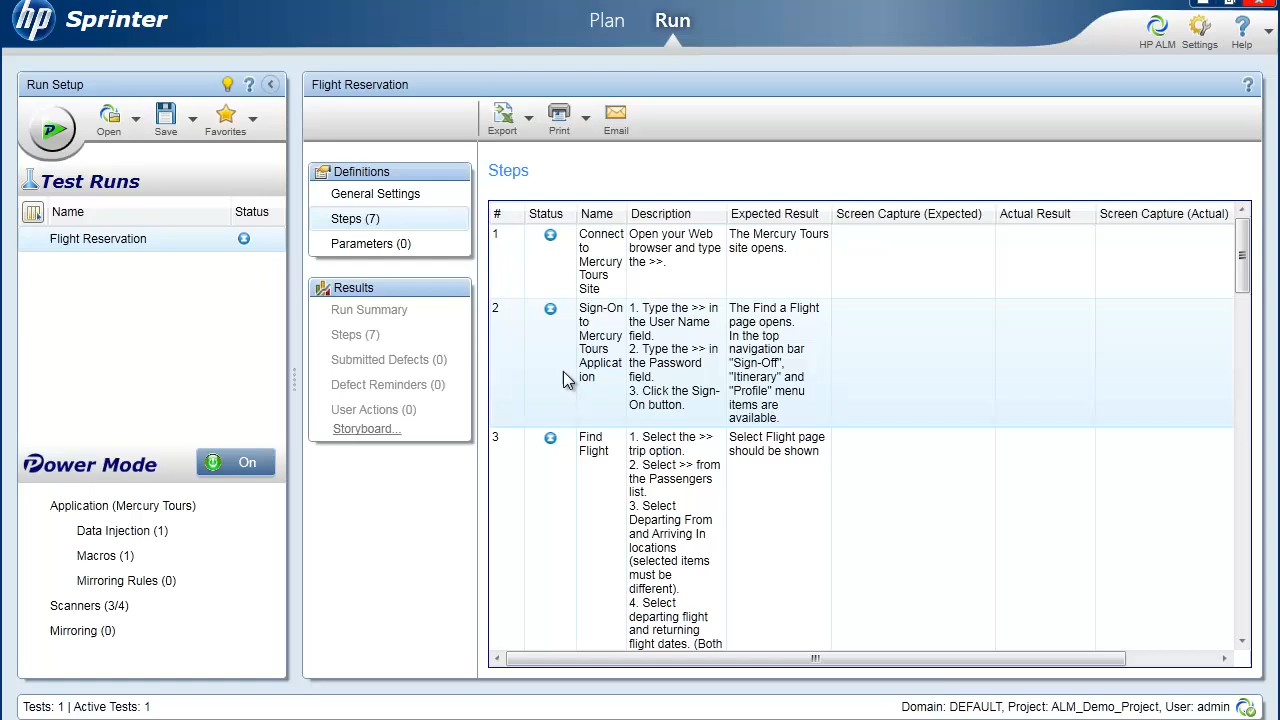 hp Sprinter
Plan Run
HP ALM Settings Help
Run Setup
Open Save Favorites
Test Runs
Name Status
Flight Reservation
Power Mode On
Application (Mercury Tours)
Data Injection (1)
Macros (1)
Mirroring Rules (0)
Scanners (3/4)
Mirroring (0)
Flight Reservation
Export Print Email
Definitions
General Settings
Steps (7)
Parameters (0)
Results
Run Summary
Steps (7)
Submitted Defects (0)
Defect Reminders (0)
User Actions (0)
Storyboard...
Steps
# Status Name Description Expected Result Screen Capture (Expected) Actual Result Screen Capture (Actual)
1
Connect
to
Mercury
Tours
Site
Open your Web
browser and type
the >>.
The Mercury Tours
site opens.
2
Sign-On
to
Mercury
Tours
Applicat
ion
1. Type the >> in
the User Name
field.
2. Type the >> in
the Password
field.
3. Click the Sign-
On button.
The Find a Flight
page opens.
In the top
navigation bar
"Sign-Off",
"Itinerary" and
"Profile" menu
items are
available.
3
Find
Flight
1. Select the >>
trip option.
2. Select >> from
the Passengers
list.
3. Select
Departing From
and Arriving In
locations
(selected items
must be
different).
4. Select
departing flight
and returning
flight dates. (Both
Select Flight page
should be shown
Tests: 1 | Active Tests: 1
Domain: DEFAULT, Project: ALM_Demo_Project, User: admin